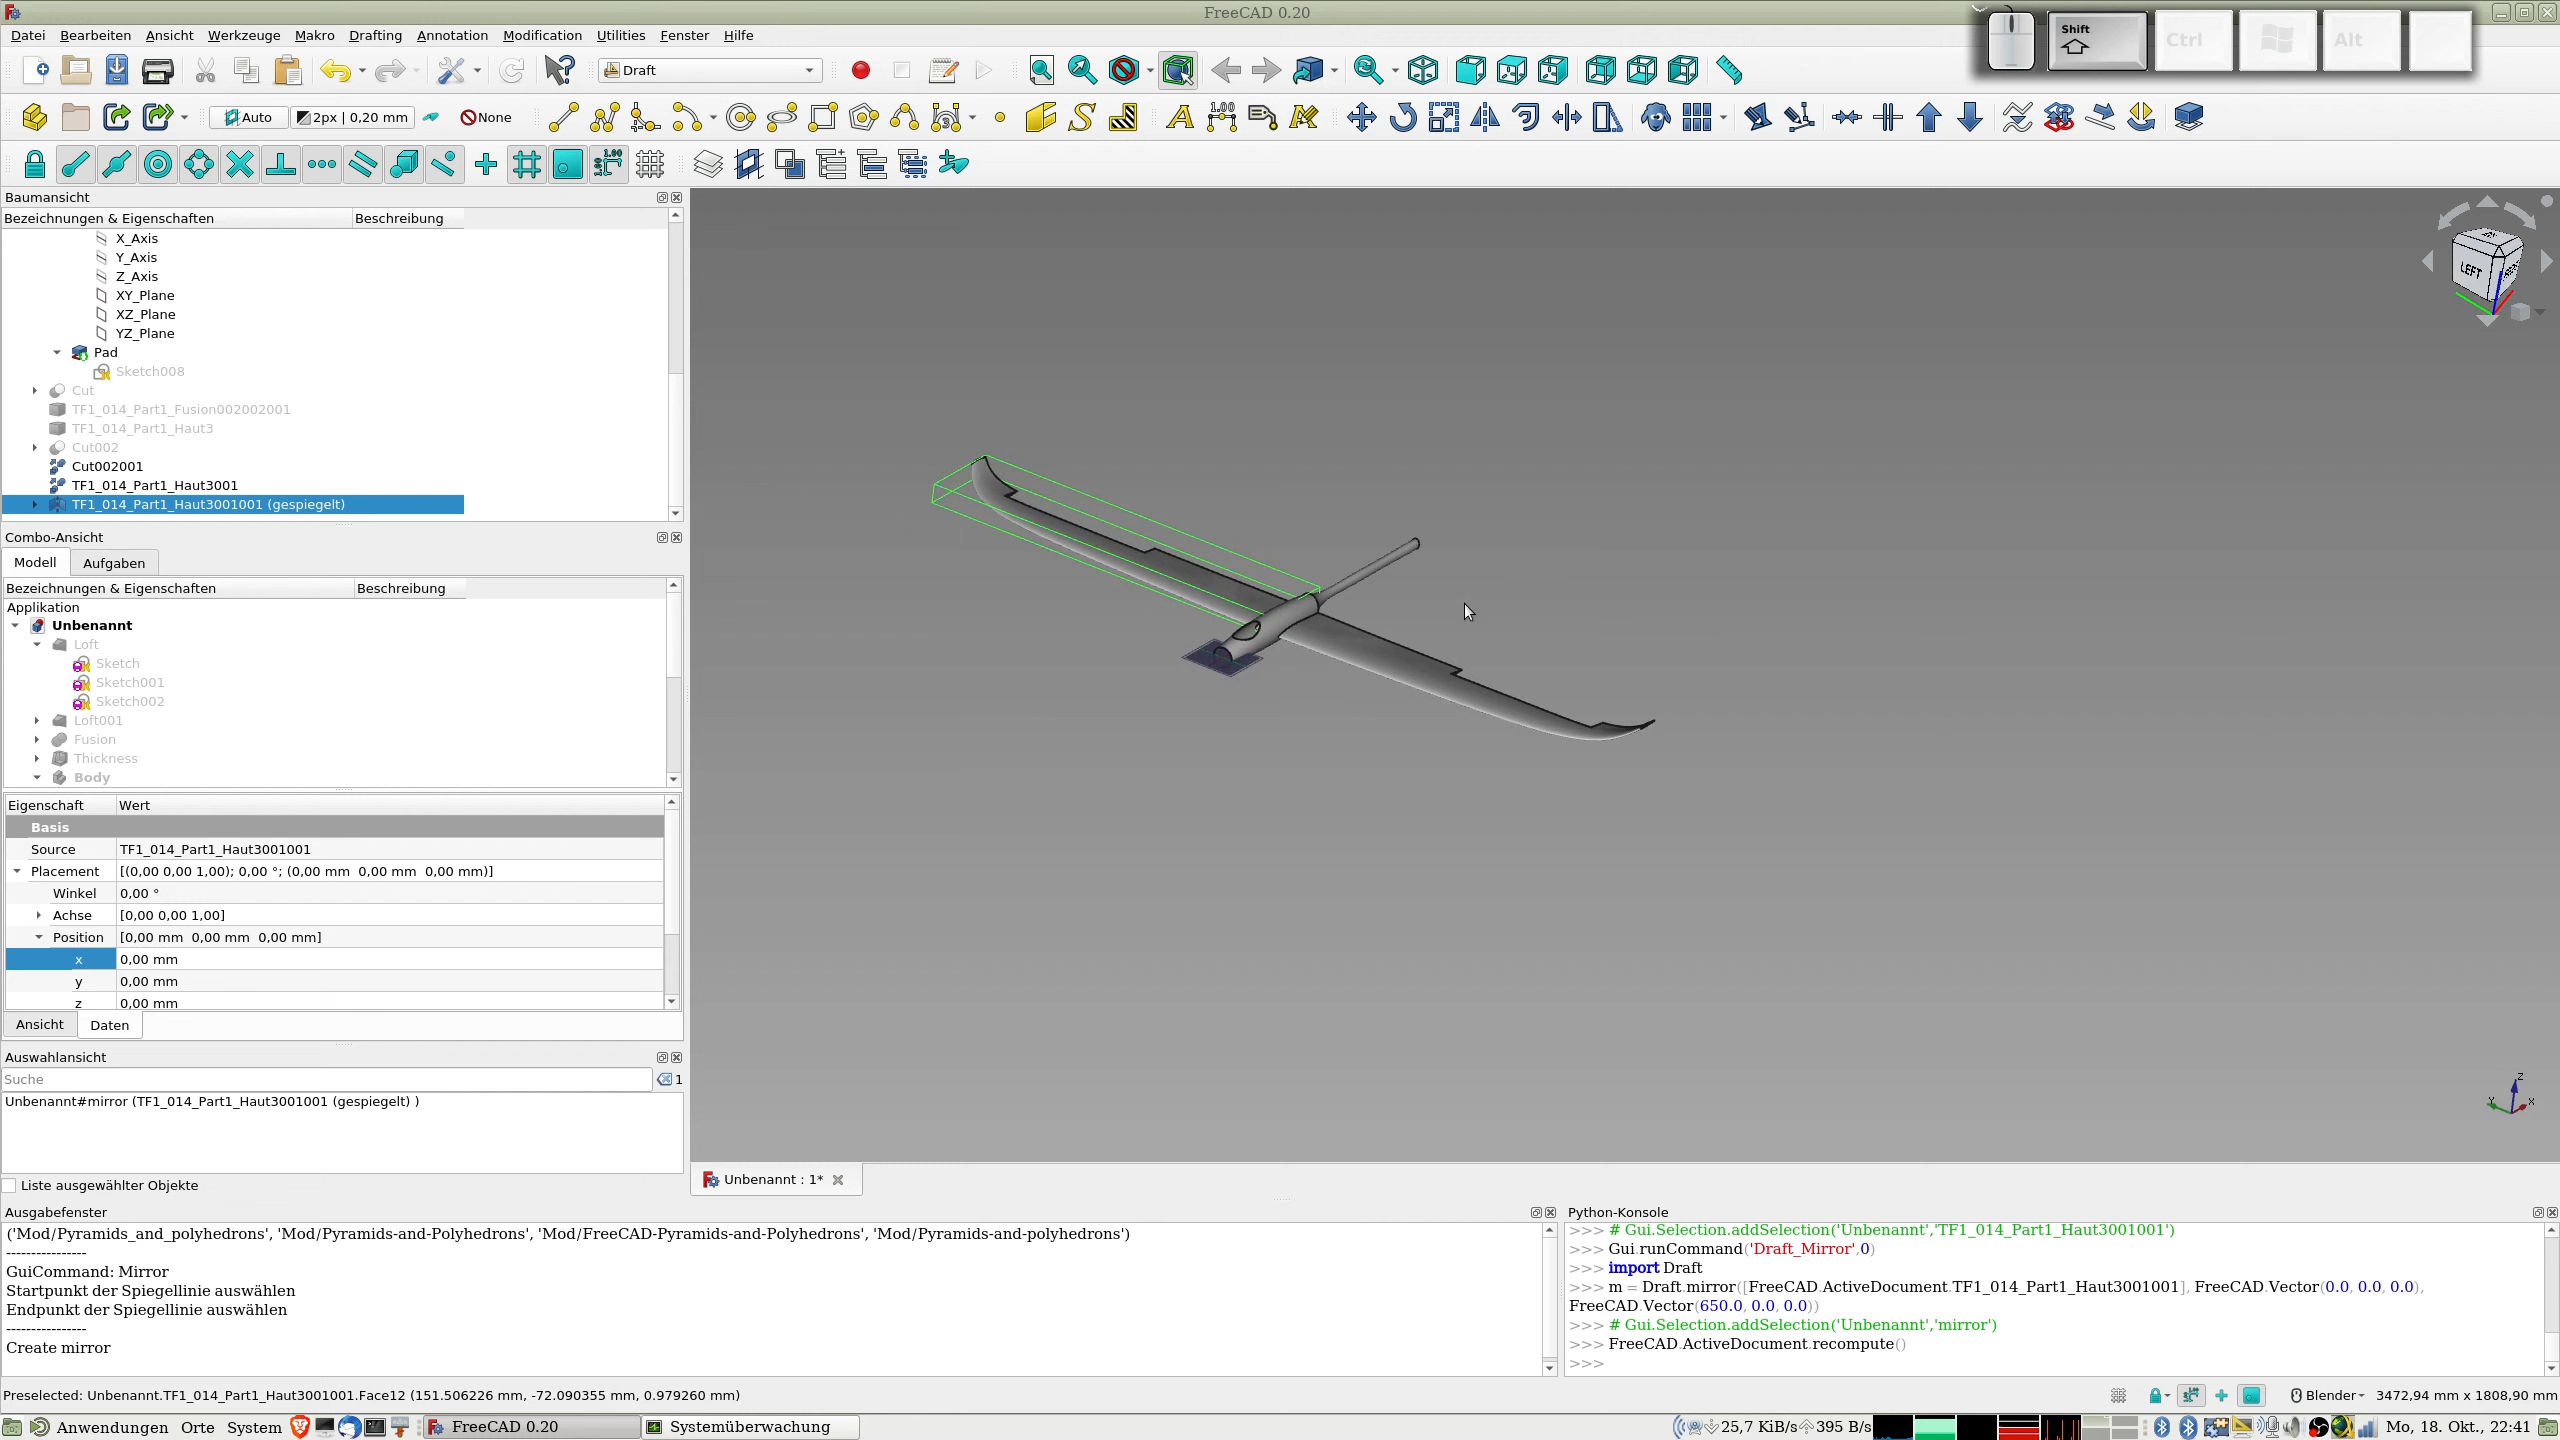 FreeCAD 0.20
Datei Bearbeiten Ansicht Werkzeuge Makro Drafting Annotation Modification Utilities Fenster Hilfe
Shift Ctrl Alt
Draft
Auto 2px | 0,20 mm None
Baumansicht
Bezeichnungen & Eigenschaften Beschreibung
X_Axis
Y_Axis
Z_Axis
XY_Plane
XZ_Plane
YZ_Plane
Pad
Sketch008
Cut
TF1_014_Part1_Fusion002002001
TF1_014_Part1_Haut3
Cut002
Cut002001
TF1_014_Part1_Haut3001
TF1_014_Part1_Haut3001001 (gespiegelt)
LEFT
Combo-Ansicht
Modell Aufgaben
Bezeichnungen & Eigenschaften Beschreibung
Applikation
Unbenannt
Loft
Sketch
Sketch001
Sketch002
Loft001
Fusion
Thickness
Body
Eigenschaft Wert
Basis
Source TF1_014_Part1_Haut3001001
Placement [(0,00 0,00 1,00); 0,00 °; (0,00 mm 0,00 mm 0,00 mm)]
Winkel 0,00 °
Achse [0,00 0,00 1,00]
Position [0,00 mm 0,00 mm 0,00 mm]
x 0,00 mm
y 0,00 mm
z 0,00 mm
Ansicht Daten
Auswahlansicht
Suche 1
Unbenannt#mirror (TF1_014_Part1_Haut3001001 (gespiegelt) )
Liste ausgewählter Objekte
Z
Y X
Unbenannt : 1*
Ausgabefenster
('Mod/Pyramids_and_polyhedrons', 'Mod/Pyramids-and-Polyhedrons', 'Mod/FreeCAD-Pyramids-and-Polyhedrons', 'Mod/Pyramids-and-polyhedrons')
----------------
GuiCommand: Mirror
Startpunkt der Spiegellinie auswählen
Endpunkt der Spiegellinie auswählen
----------------
Create mirror
Python-Konsole
>>> # Gui.Selection.addSelection('Unbenannt','TF1_014_Part1_Haut3001001')
>>> Gui.runCommand('Draft_Mirror',0)
>>> import Draft
>>> m = Draft.mirror([FreeCAD.ActiveDocument.TF1_014_Part1_Haut3001001], FreeCAD.Vector(0.0, 0.0, 0.0),
FreeCAD.Vector(650.0, 0.0, 0.0))
>>> # Gui.Selection.addSelection('Unbenannt','mirror')
>>> FreeCAD.ActiveDocument.recompute()
>>>
Preselected: Unbenannt.TF1_014_Part1_Haut3001001.Face12 (151.506226 mm, -72.090355 mm, 0.979260 mm)
Blender 3472,94 mm x 1808,90 mm
Anwendungen Orte System FreeCAD 0.20 Systemüberwachung 25,7 KiB/s 395 B/s Mo, 18. Okt., 22:41